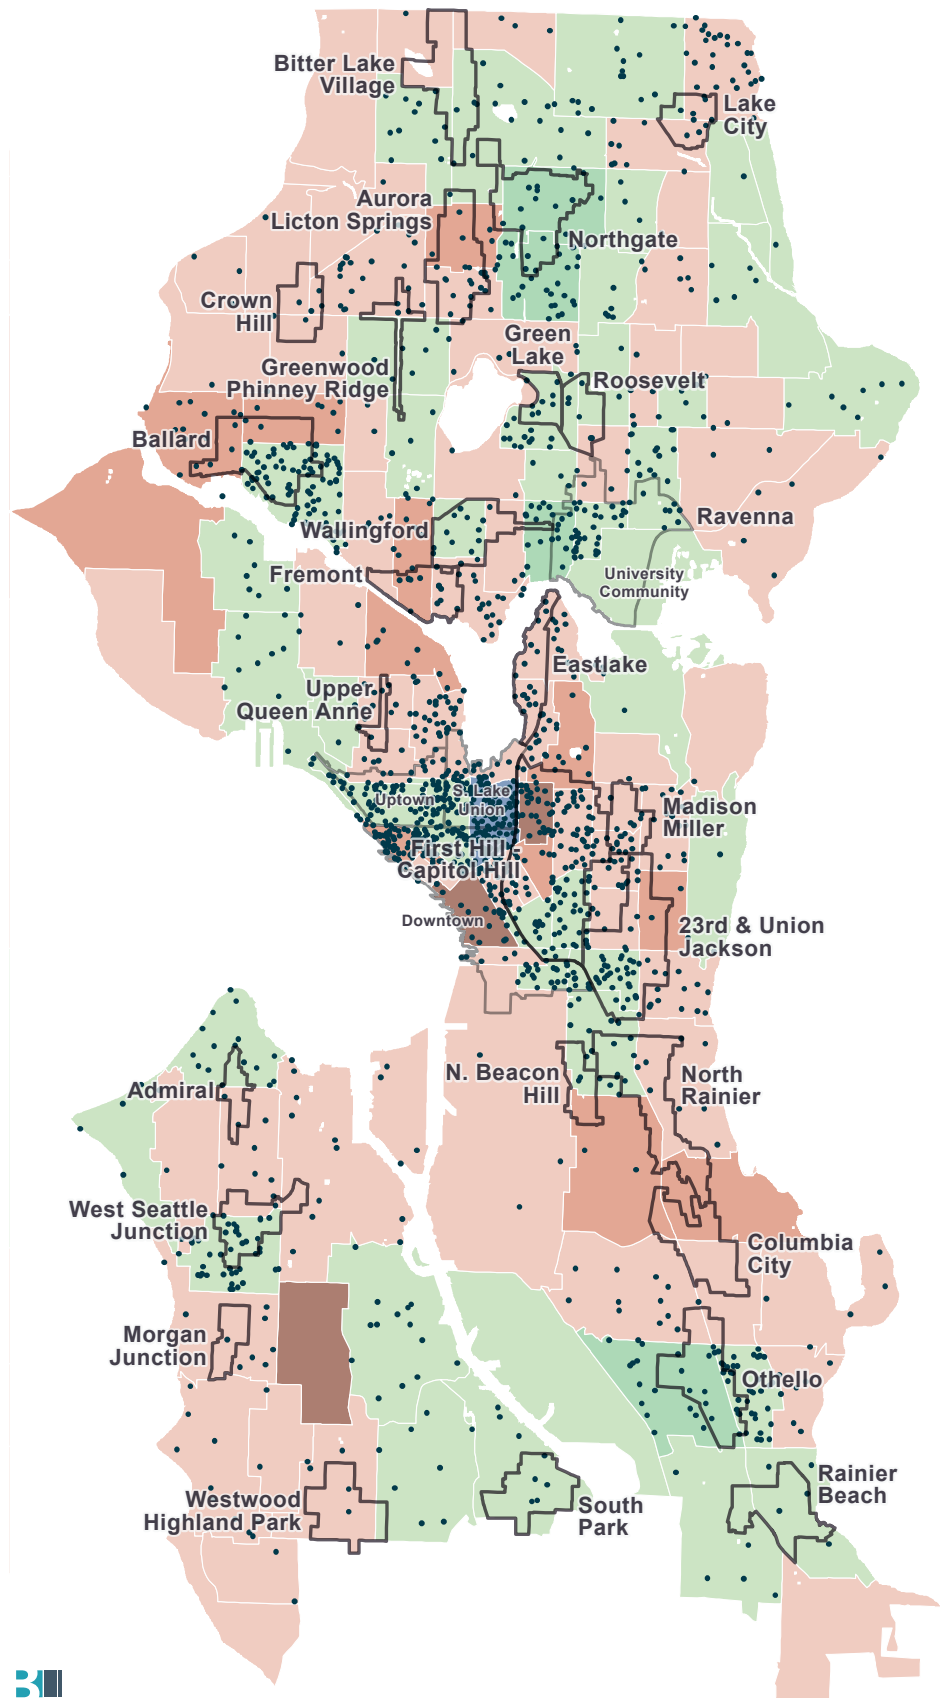 Bitter Lake
Village
Lake
City
Aurora
Licton Springs
Northgate
Crown
Hill
Green
Lake
Greenwood
Phinney Ridge
Roosevelt
Ballard
Ravenna
Wallingford
Fremont
University
Community
Eastlake
Upper
Queen Anne
Uptown
S. Lake
Union
Madison
Miller
First Hill -
Capitol Hill
Downtown
23rd & Union
Jackson
N. Beacon
Hill
North
Rainier
Admiral
West Seattle
Junction
Columbia
City
Morgan
Junction
Othello
Rainier
Beach
Westwood
Highland Park
South
Park